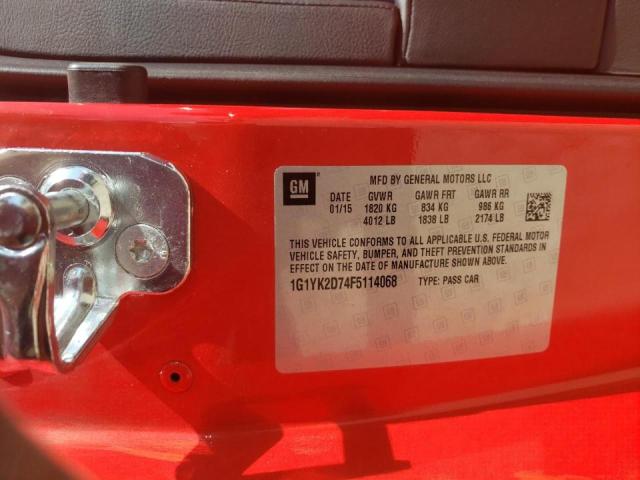 GM
MFD BY GENERAL MOTORS LLC
DATE GVWR GAWR FRT GAWR RR
01/15 1820 KG 834 KG 986 KG
4012 LB 1838 LB 2174 LB
THIS VEHICLE CONFORMS TO ALL APPLICABLE U.S. FEDERAL MOTOR
VEHICLE SAFETY, BUMPER, AND THEFT PREVENTION STANDARDS
IN EFFECT ON THE DATE OF MANUFACTURE SHOWN ABOVE.
1G1YK2D74F5114068 TYPE: PASS CAR